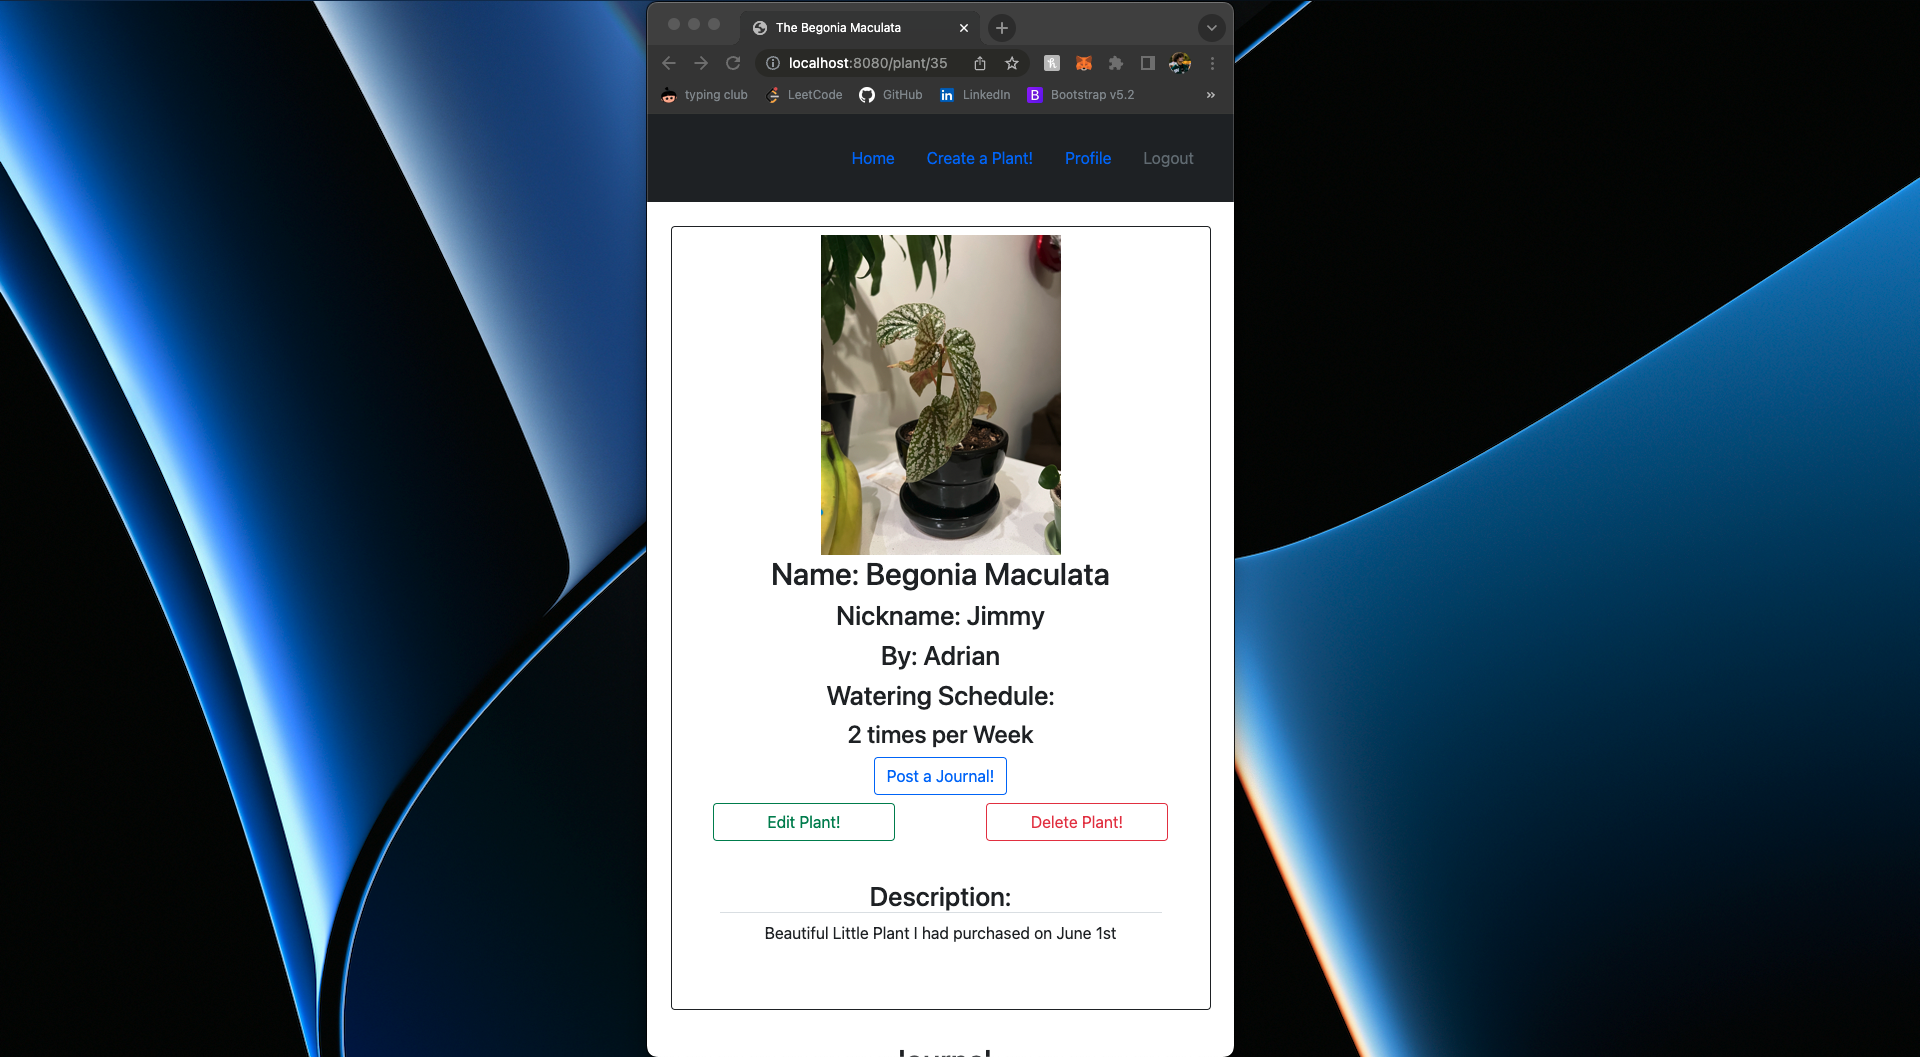 The Begonia Maculata
localhost:8080/plant/35
typing club LeetCode GitHub LinkedIn Bootstrap v5.2 »
Home Create a Plant! Profile Logout
Name: Begonia Maculata
Nickname: Jimmy
By: Adrian
Watering Schedule:
2 times per Week
Post a Journal!
Edit Plant! Delete Plant!
Description:
Beautiful Little Plant I had purchased on June 1st
Journal